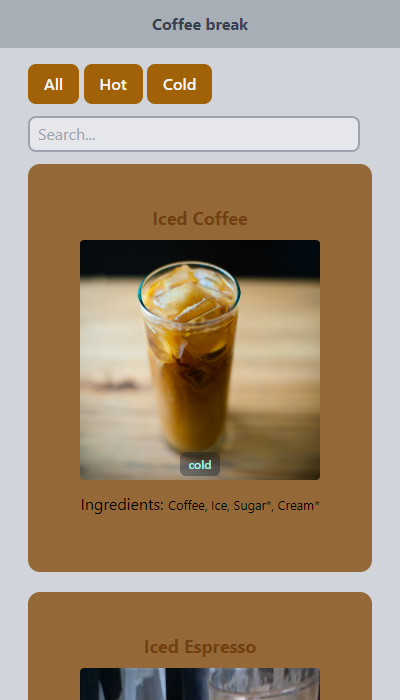 Coffee break
All Hot Cold
Search...
Iced Coffee
cold
Ingredients: Coffee, Ice, Sugar*, Cream*
Iced Espresso